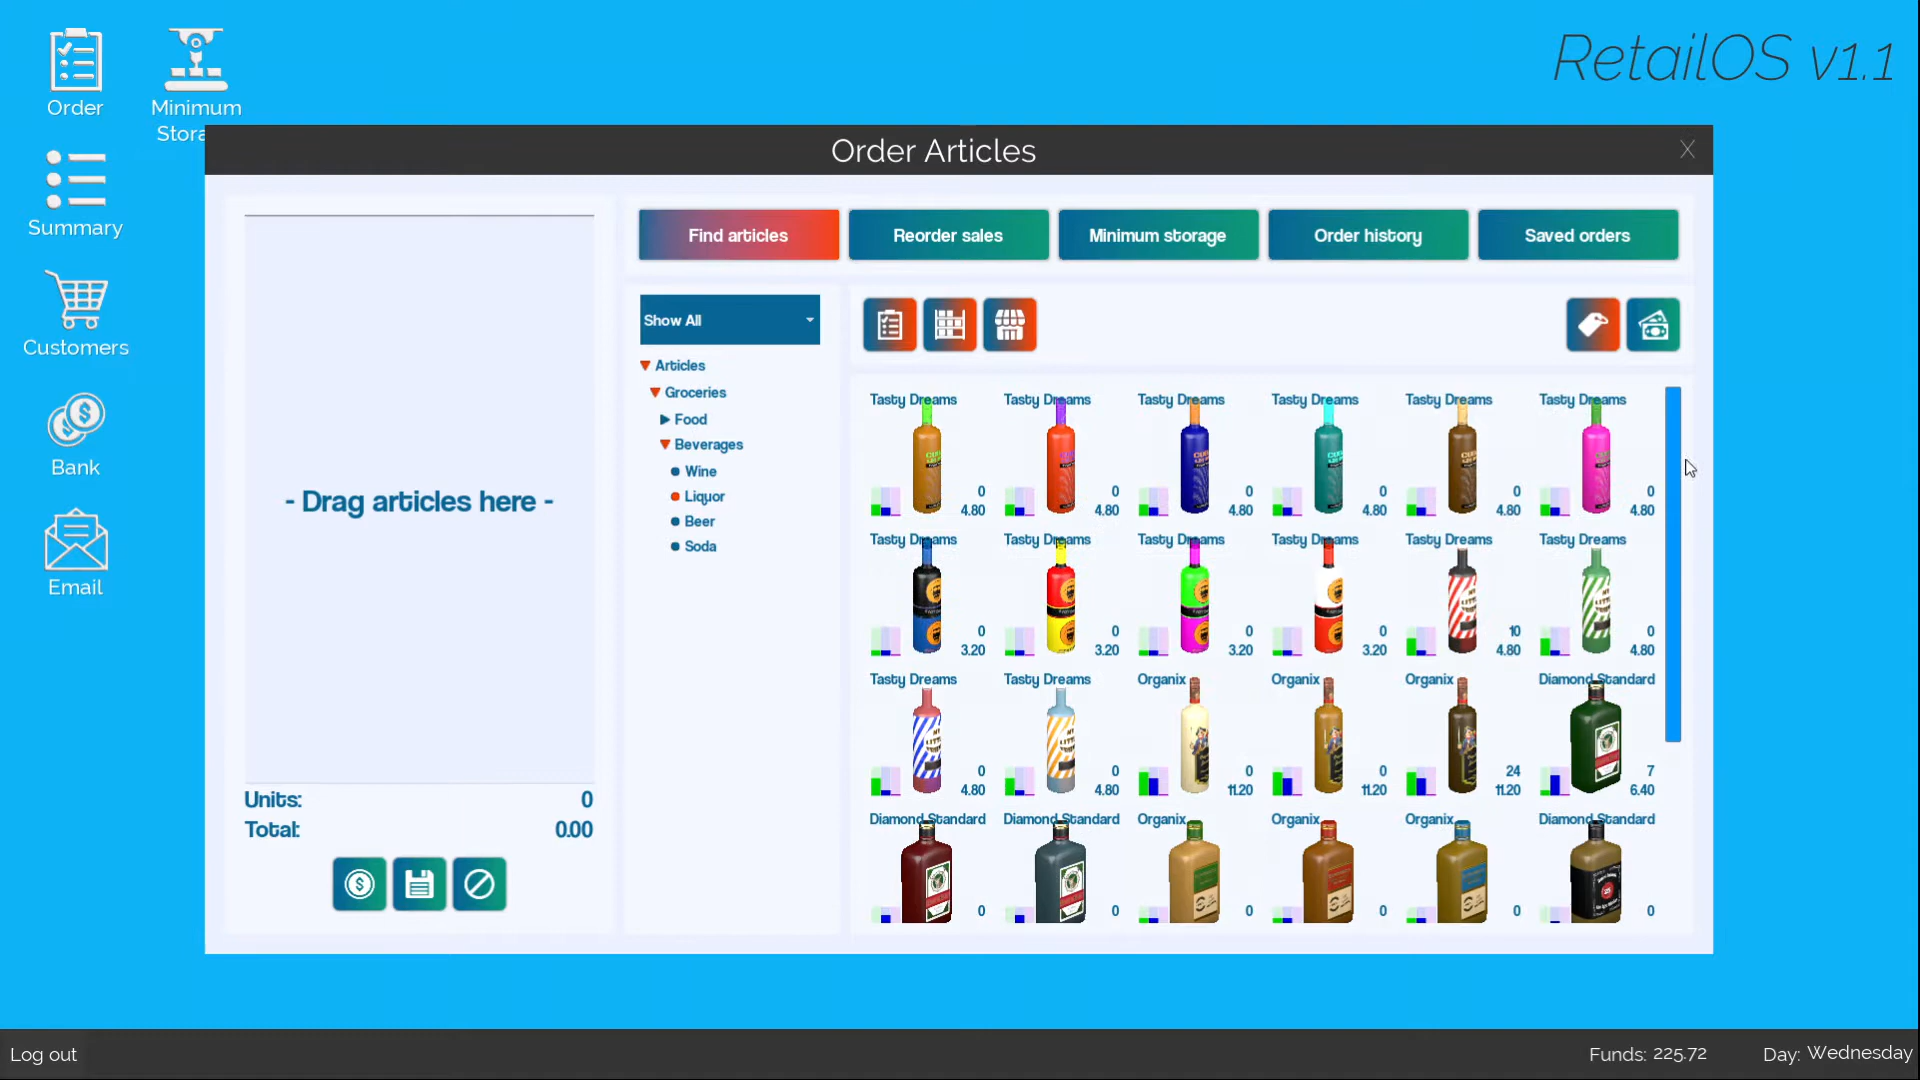 RetailOS v1.1
Order
Minimum
Stora
Summary
Customers
Bank
Email
Order Articles
X
Find articles
Reorder sales
Minimum storage
Order history
Saved orders
- Drag articles here -
Units: 0
Total: 0.00
Show All
Articles
Groceries
Food
Beverages
Wine
Liquor
Beer
Soda
Tasty Dreams Tasty Dreams Tasty Dreams Tasty Dreams Tasty Dreams Tasty Dreams
0 0 0 0 0 0
4.80 4.80 4.80 4.80 4.80 4.80
Tasty Dreams Tasty Dreams Tasty Dreams Tasty Dreams Tasty Dreams Tasty Dreams
0 0 0 0 10 0
3.20 3.20 3.20 3.20 4.80 4.80
Tasty Dreams Tasty Dreams Organix Organix Organix Diamond Standard
0 0 0 0 24 7
4.80 4.80 11.20 11.20 11.20 6.40
Diamond Standard Diamond Standard Organix Organix Organix Diamond Standard
0 0 0 0 0 0
Log out
Funds: 225.72
Day: Wednesday